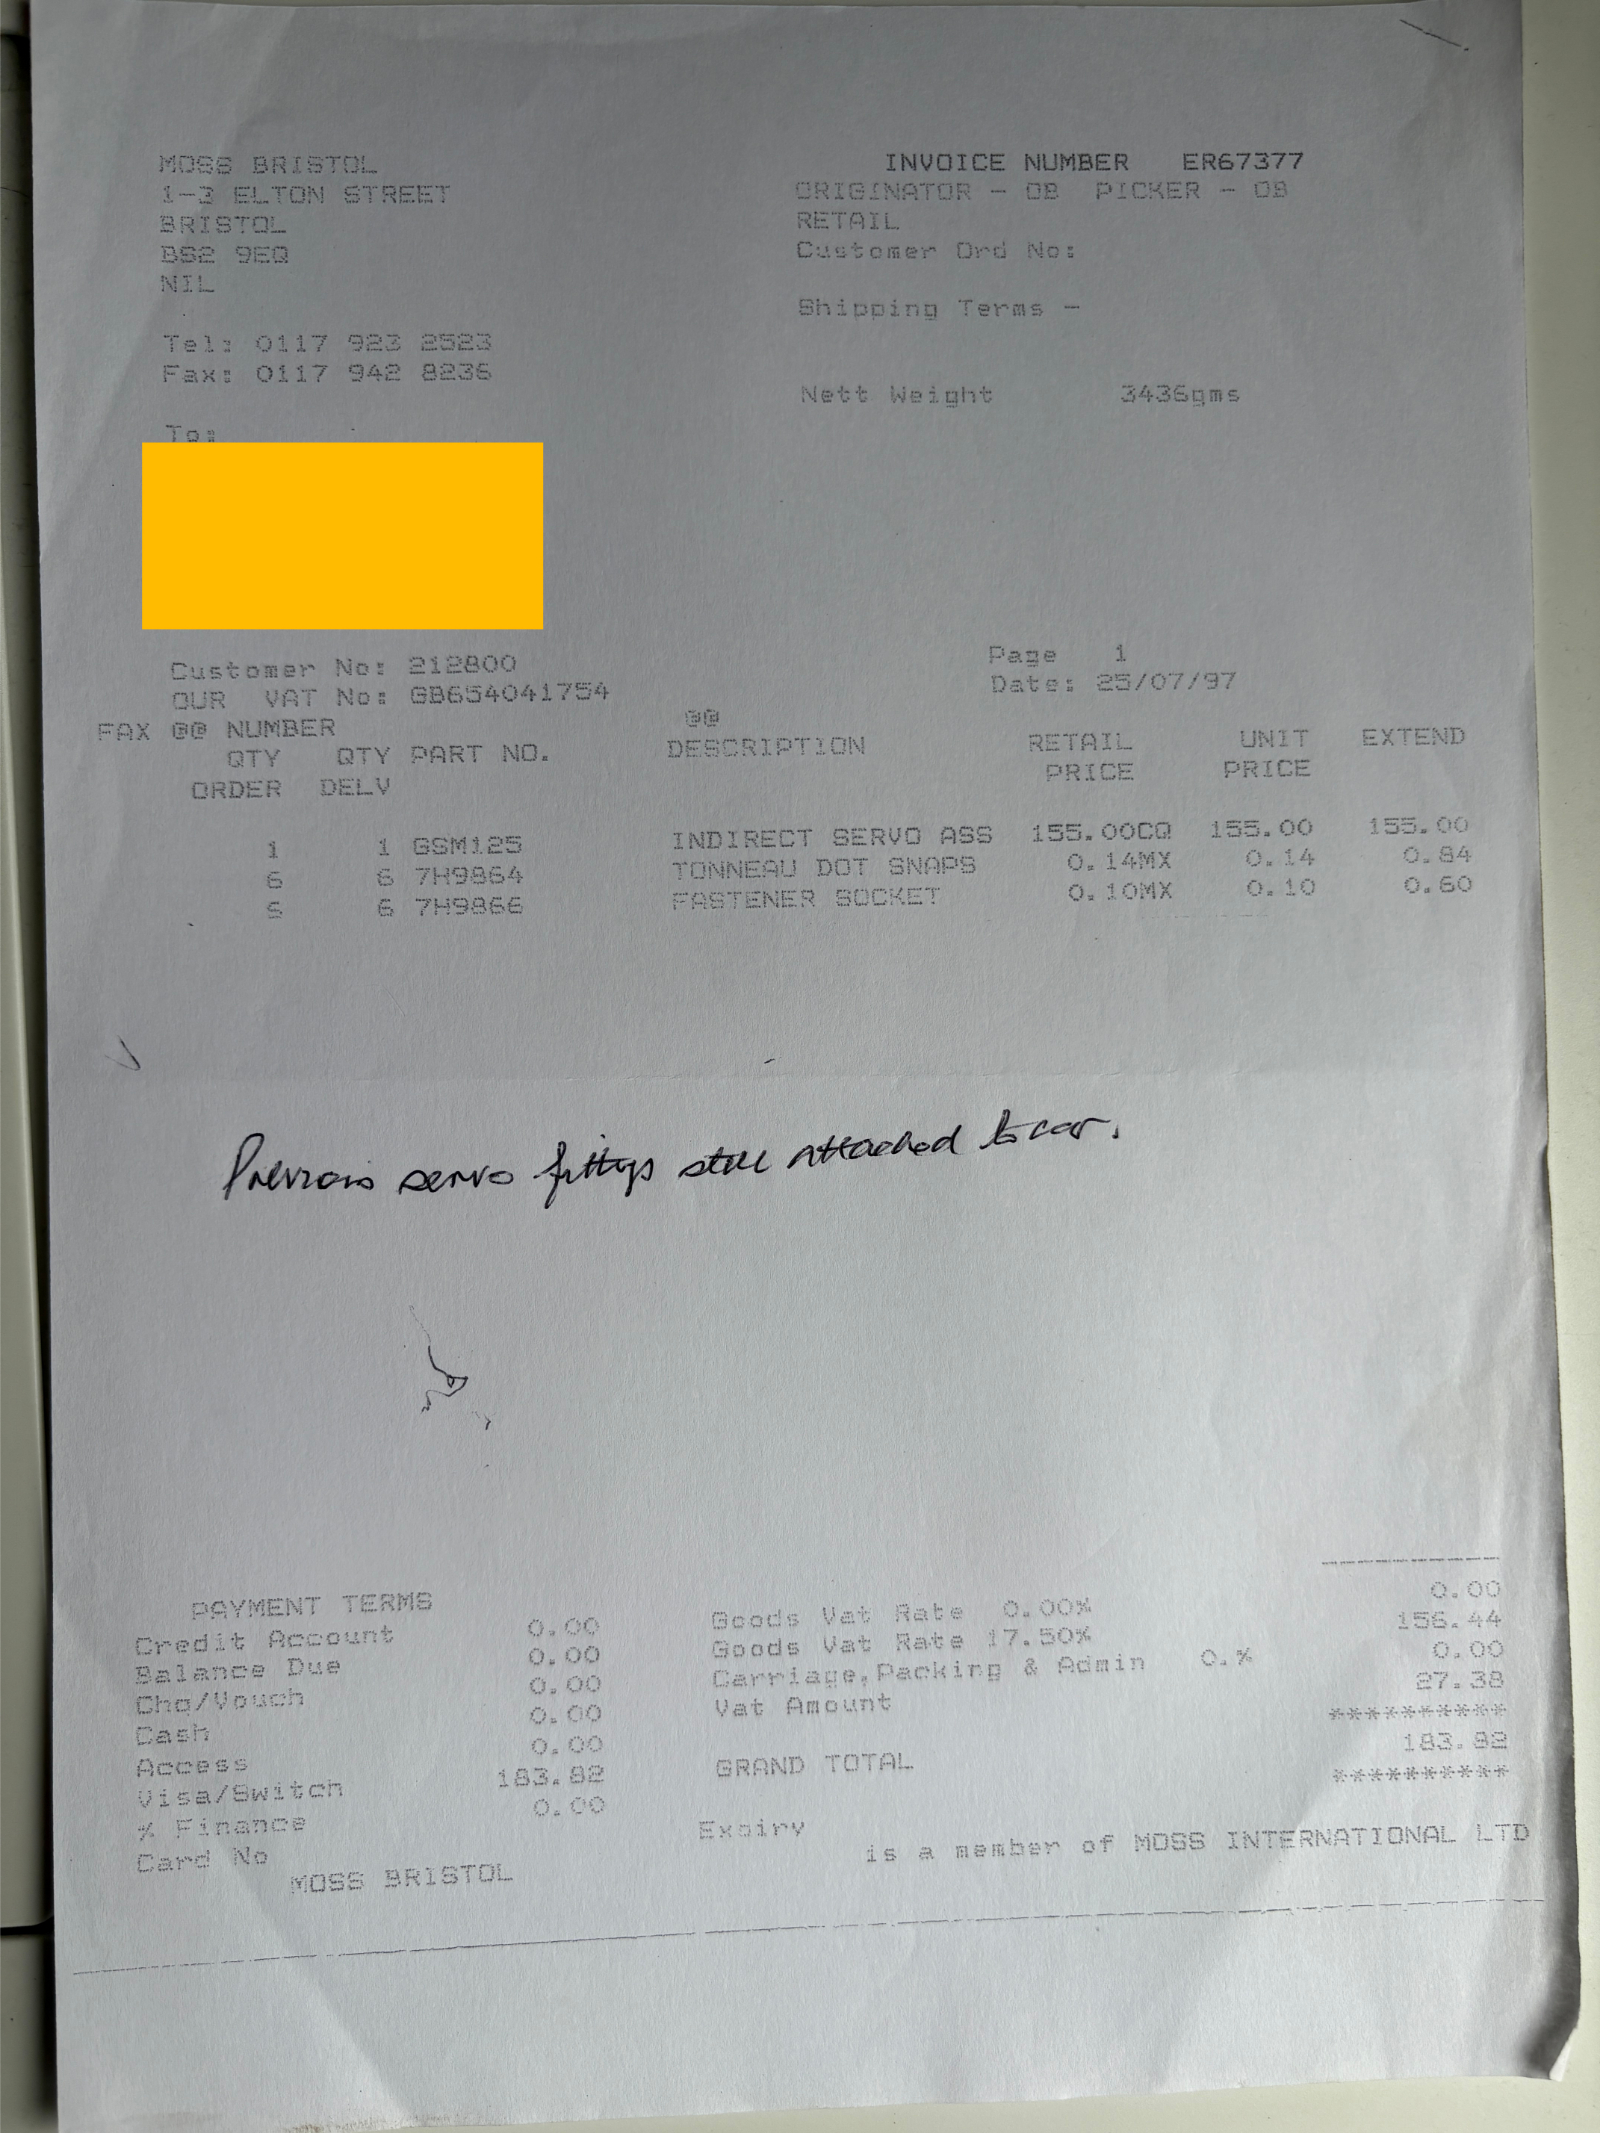 MOSS BRISTOL
1-3 ELTON STREET
BRISTOL
BS2 9EQ
NIL
Tel: 0117 923 2523
Fax: 0117 942 8236
To:
INVOICE NUMBER ER67377
ORIGINATOR - OB PICKER - OB
RETAIL
Customer Ord No:
Shipping Terms -
Nett Weight 3436gms
Customer No: 212800
OUR VAT No: GB654041754
Page 1
Date: 25/07/97
FAX @@ NUMBER @@
QTY QTY PART NO. DESCRIPTION RETAIL UNIT EXTEND
ORDER DELV PRICE PRICE
1 1 GSM125 INDIRECT SERVO ASS 155.00CQ 155.00 155.00
6 6 7H9864 TONNEAU DOT SNAPS 0.14MX 0.14 0.84
6 6 7H9866 FASTENER SOCKET 0.10MX 0.10 0.60
Previous servo fittings still attached to car.
PAYMENT TERMS
Credit Account 0.00
Balance Due 0.00
Chq/Vouch 0.00
Cash 0.00
Access 0.00
Visa/Switch 183.82
% Finance 0.00
Card No
Goods Vat Rate 0.00% 0.00
Goods Vat Rate 17.50% 156.44
Carriage,Packing & Admin 0.% 0.00
Vat Amount 27.38
**********
GRAND TOTAL 183.82
**********
Expiry
MOSS BRISTOL is a member of MOSS INTERNATIONAL LTD